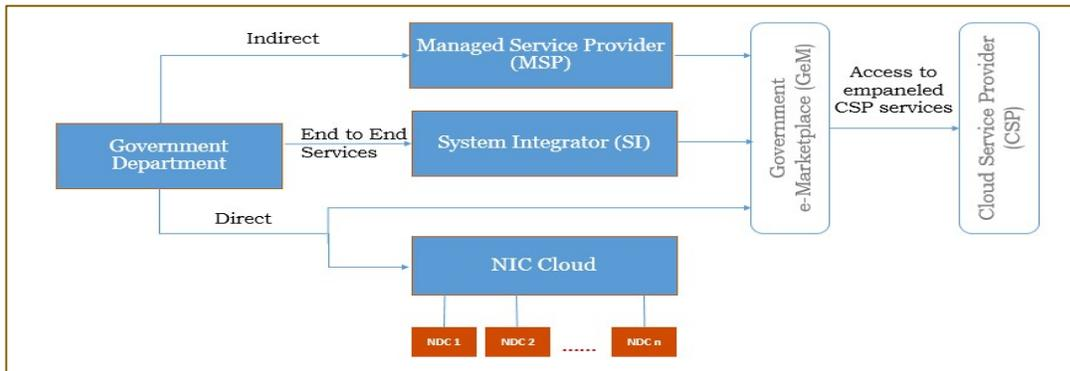 Indirect
Managed Service Provider
(MSP)
Government
e-Marketplace (GeM)
Access to
empaneled
CSP services
Cloud Service Provider
(CSP)
Government
Department
End to End
Services
System Integrator (SI)
Direct
NIC Cloud
NDC 1
NDC 2
......
NDC n